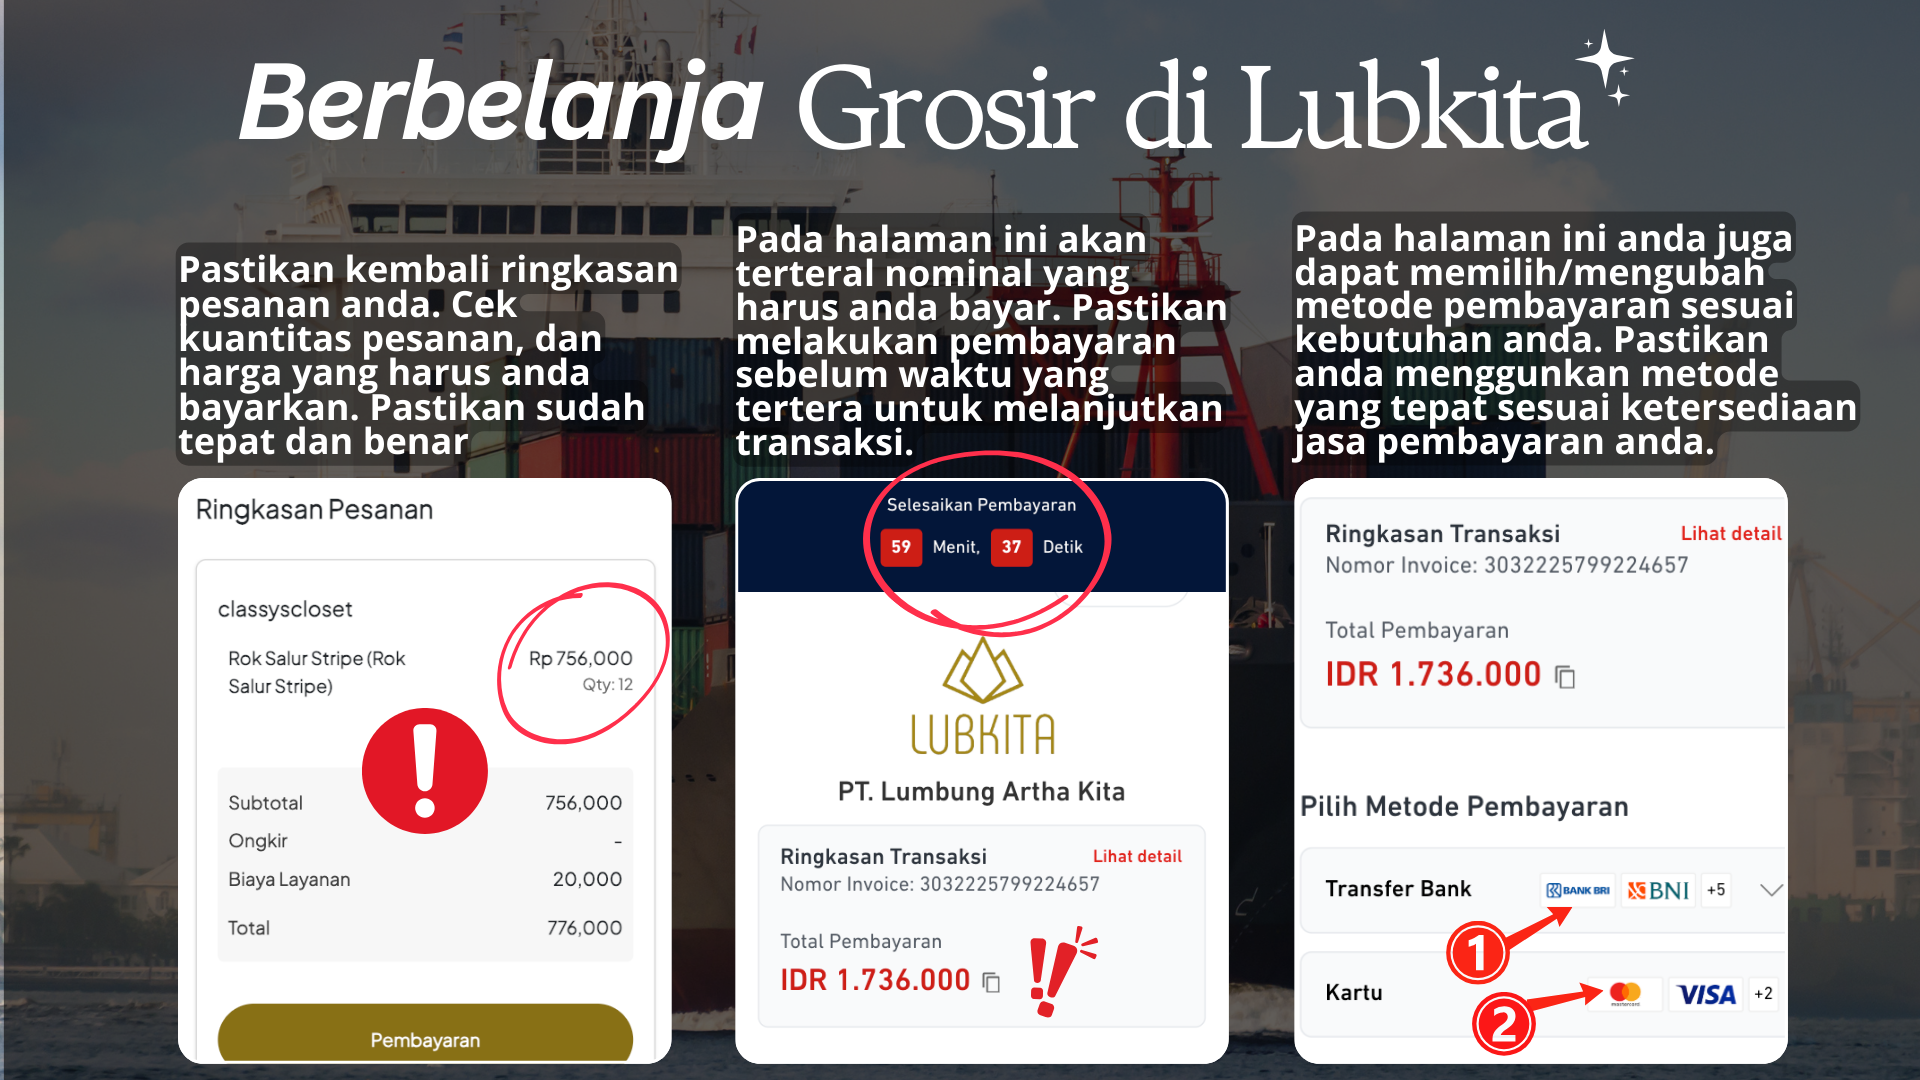 Berbelanja Grosir di Lubkita
Pastikan kembali ringkasan
pesanan anda. Cek
kuantitas pesanan, dan
harga yang harus anda
bayarkan. Pastikan sudah
tepat dan benar
Ringkasan Pesanan
classyscloset
Rok Salur Stripe (Rok
Salur Stripe)
Rp 756,000
Qty: 12
Subtotal 756,000
Ongkir -
Biaya Layanan 20,000
Total 776,000
Pembayaran
Pada halaman ini akan
terteral nominal yang
harus anda bayar. Pastikan
melakukan pembayaran
sebelum waktu yang
tertera untuk melanjutkan
transaksi.
Selesaikan Pembayaran
59 Menit, 37 Detik
LUBKITA
PT. Lumbung Artha Kita
Ringkasan Transaksi Lihat detail
Nomor Invoice: 3032225799224657
Total Pembayaran
IDR 1.736.000
Pada halaman ini anda juga
dapat memilih/mengubah
metode pembayaran sesuai
kebutuhan anda. Pastikan
anda menggunkan metode
yang tepat sesuai ketersediaan
jasa pembayaran anda.
Ringkasan Transaksi Lihat detail
Nomor Invoice: 3032225799224657
Total Pembayaran
IDR 1.736.000
Pilih Metode Pembayaran
Transfer Bank BANK BRI BNI +5
1
Kartu mastercard VISA +2
2